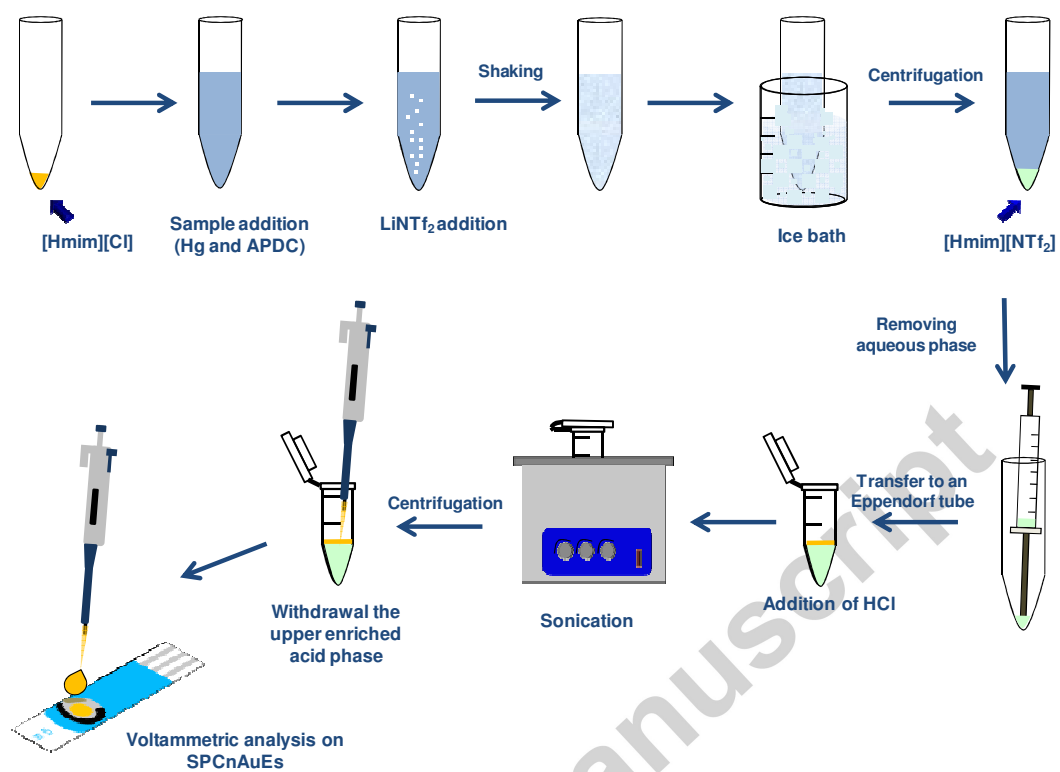 Shaking
Centrifugation
[Hmim][Cl]
Sample addition
(Hg and APDC)
LiNTf₂ addition
Ice bath
[Hmim][NTf₂]
Removing
aqueous phase
Transfer to an
Eppendorf tube
Addition of HCl
Sonication
Centrifugation
Withdrawal the
upper enriched
acid phase
Voltammetric analysis on
SPCnAuEs
anuscript